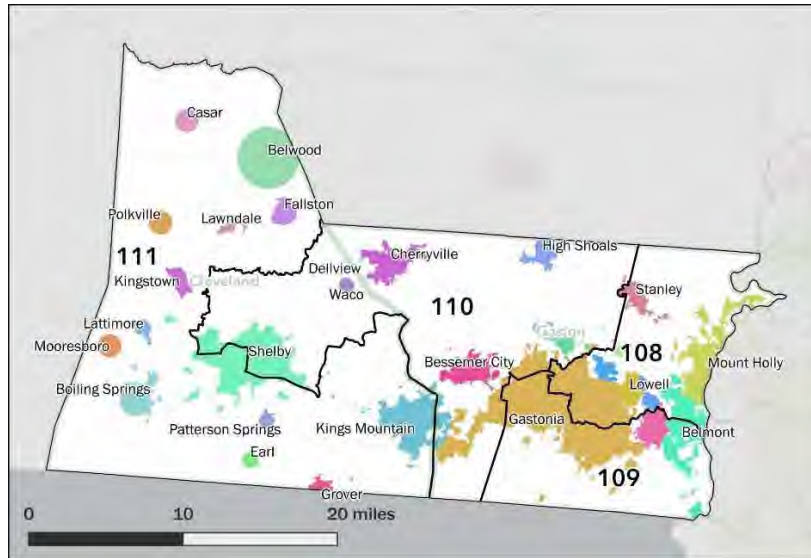 Casar
Belwood
Fallston
Polkville
Lawndale
Cherryville
High Shoals
111
Dellview
Kingstown
Cleveland
Waco
Stanley
110
Lattimore
Gaston
Mooresboro
Shelby
Bessemer City
108
Mount Holly
Boiling Springs
Lowell
Patterson Springs
Kings Mountain
Gastonia
Belmont
Earl
109
Grover
0 10 20 miles